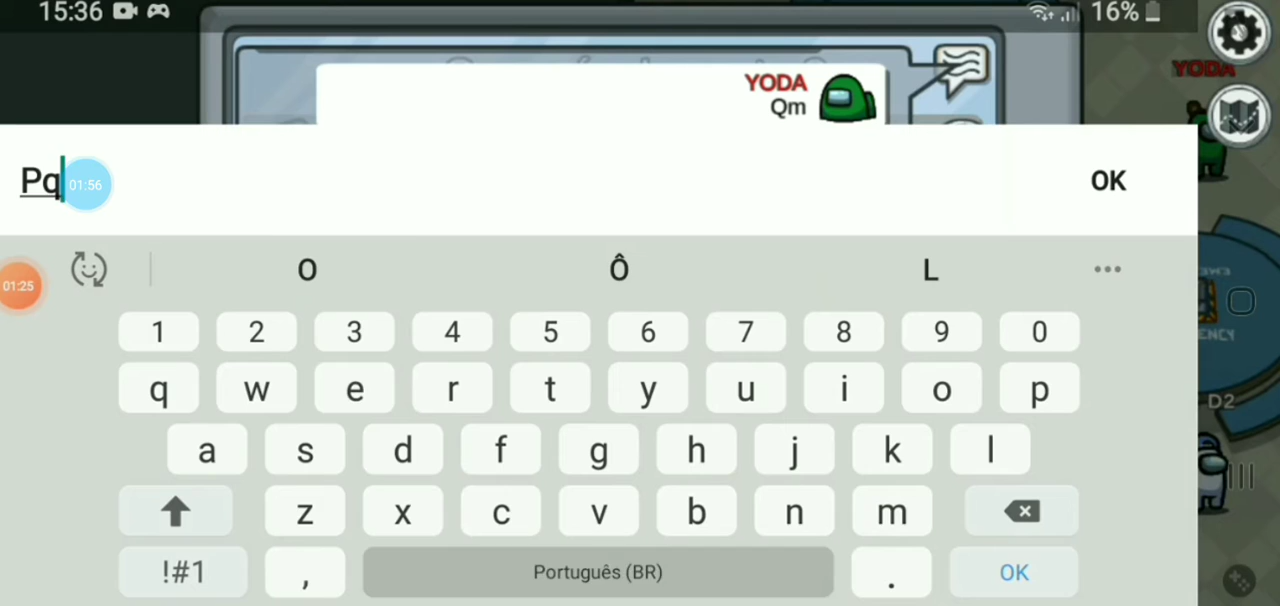 15:36 16%
YODA
YODA
Qm
Pq 01:56 OK
01:25
O Ô L
1 2 3 4 5 6 7 8 9 0
q w e r t y u i o p
a s d f g h j k l
z x c v b n m
!#1 , Português (BR) . OK
ENCY
D2